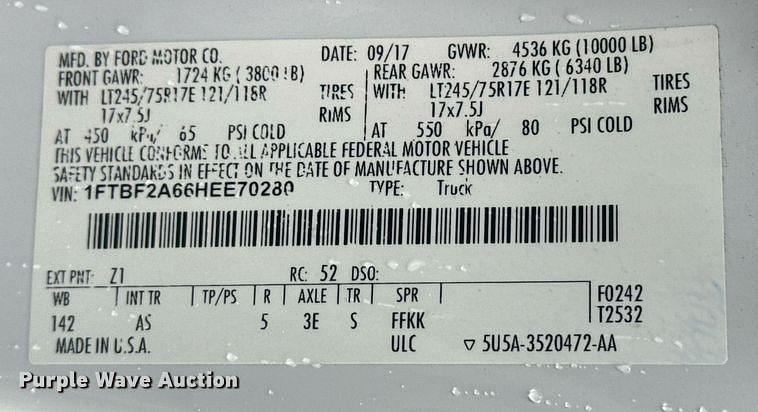 MFD. BY FORD MOTOR CO. DATE: 09/17 GVWR: 4536 KG (10000 LB)
FRONT GAWR: 1724 KG ( 3800 LB) REAR GAWR: 2876 KG ( 6340 LB)
WITH LT245/75R17E 121/118R TIRES WITH LT245/75R17E 121/118R TIRES
17x7.5J RIMS 17x7.5J RIMS
AT 450 kPa/ 65 PSI COLD AT 550 kPa/ 80 PSI COLD
THIS VEHICLE CONFORMS TO ALL APPLICABLE FEDERAL MOTOR VEHICLE
SAFETY STANDARDS IN EFFECT ON THE DATE OF MANUFACTURE SHOWN ABOVE.
VIN: 1FTBF2A66HEE70280 TYPE: Truck
EXT PNT: Z1 RC: 52 DSO:
WB INT TR TP/PS R AXLE TR SPR F0242
142 AS 5 3E S FFKK T2532
MADE IN U.S.A. ULC ▽ 5U5A-3520472-AA
Purple Wave Auction